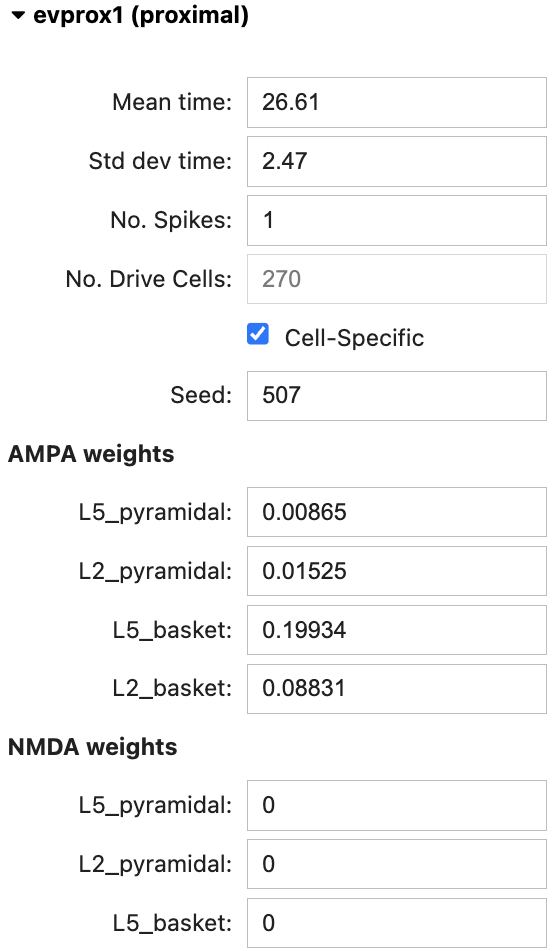 evprox1 (proximal)
Mean time: 26.61
Std dev time: 2.47
No. Spikes: 1
No. Drive Cells: 270
Cell-Specific
Seed: 507
AMPA weights
L5_pyramidal: 0.00865
L2_pyramidal: 0.01525
L5_basket: 0.19934
L2_basket: 0.08831
NMDA weights
L5_pyramidal: 0
L2_pyramidal: 0
L5_basket: 0